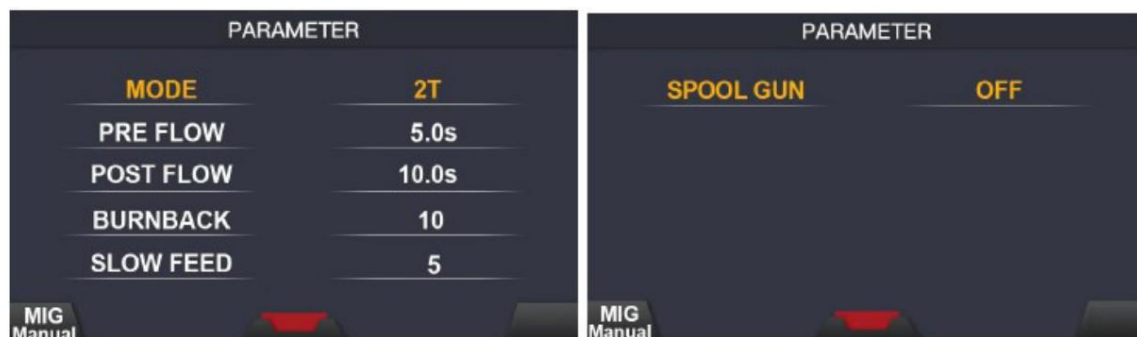 PARAMETER
MODE 2T
PRE FLOW 5.0s
POST FLOW 10.0s
BURNBACK 10
SLOW FEED 5
MIG
Manual
PARAMETER
SPOOL GUN OFF
MIG
Manual